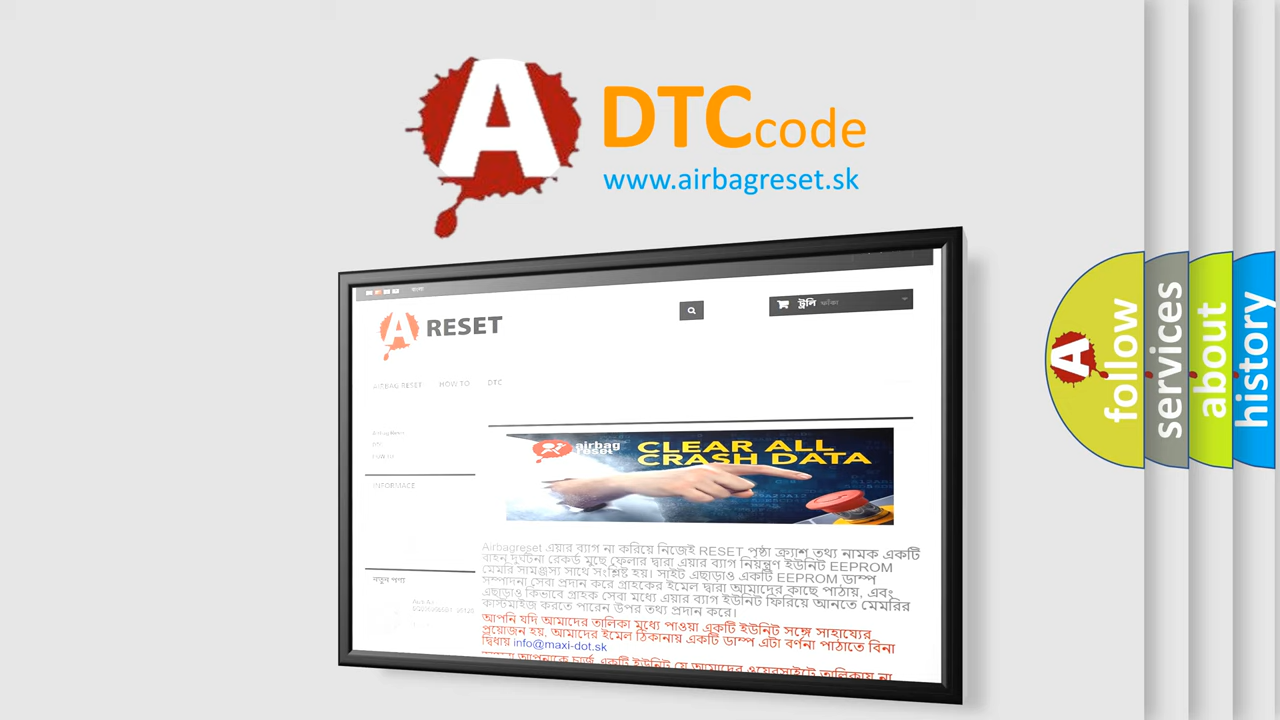 A DTC code
www.airbagreset.sk
বাংলা
ট্রলি ফাঁকা
A RESET
AIRBAG RESET HOW TO DTC
INFORMACE
airbag reset
CLEAR ALL
CRASH DATA
Airbagreset এয়ার ব্যাগ না করিয়ে নিজেই RESET পৃষ্ঠা ক্র্যাশ তথ্য নামক একটি
বাহন দুর্ঘটনা রেকর্ড মুছে ফেলার দ্বারা এয়ার ব্যাগ নিয়ন্ত্রণ ইউনিট EEPROM
মেমরি সামঞ্জস্য সাথে সংশ্লিষ্ট হয়। সাইট এছাড়াও একটি EEPROM ডাম্প
সম্পাদনা সেবা প্রদান করে গ্রাহকের ইমেল দ্বারা আমাদের কাছে পাঠায়, এবং
এছাড়াও কিভাবে গ্রাহক সেবা মধ্যে এয়ার ব্যাগ ইউনিট ফিরিয়ে আনতে মেমরির
কাস্টমাইজ করতে পারেন উপর তথ্য প্রদান করে।
নতুন পণ্য
আপনি যদি আমাদের তালিকা মধ্যে পাওয়া একটি ইউনিট সঙ্গে সাহায্যের
প্রয়োজন হয়, আমাদের ইমেল ঠিকানায় একটি ডাম্প এটা বর্ণনা পাঠাতে বিনা
দ্বিধায় info@maxi-dot.sk
A follow
services
about
history